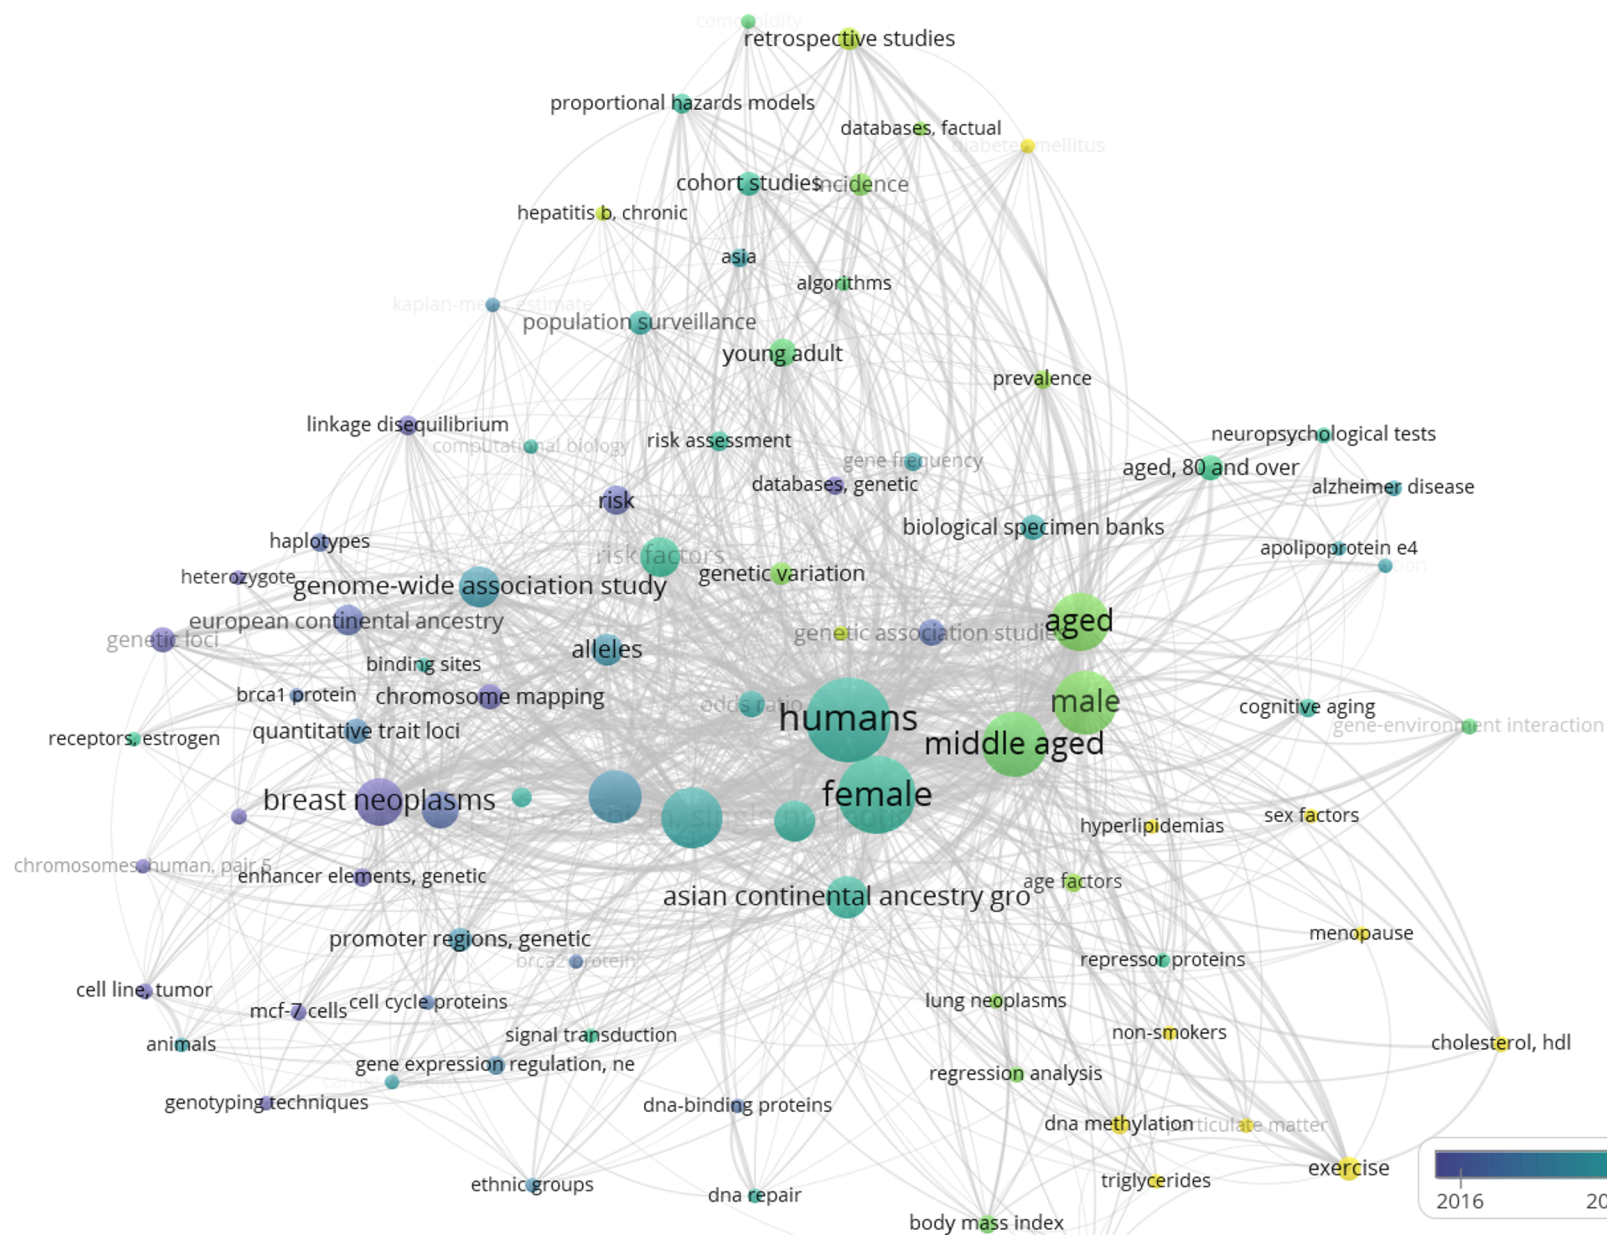 comorbidity
retrospective studies
proportional hazards models
databases, factual
diabetes mellitus
cohort studies
incidence
hepatitis b, chronic
asia
algorithms
kaplan-meier estimate
population surveillance
young adult
prevalence
linkage disequilibrium
computational biology
risk assessment
neuropsychological tests
gene frequency
aged, 80 and over
databases, genetic
alzheimer disease
risk
biological specimen banks
haplotypes
apolipoprotein e4
risk factors
genetic variation
heterozygote
genome-wide association study
european continental ancestry
genetic association studie
aged
genetic loci
alleles
binding sites
brca1 protein
chromosome mapping
odds ratio
male
cognitive aging
humans
gene-environment interaction
receptors, estrogen
quantitative trait loci
middle aged
breast neoplasms
female
sex factors
hyperlipidemias
chromosomes, human, pair 5
enhancer elements, genetic
age factors
asian continental ancestry gro
menopause
promoter regions, genetic
brca2 protein
repressor proteins
cell line, tumor
mcf-7 cells
cell cycle proteins
lung neoplasms
signal transduction
non-smokers
animals
cholesterol, hdl
gene expression regulation, ne
regression analysis
genotyping techniques
dna-binding proteins
dna methylation
particulate matter
exercise
ethnic groups
dna repair
triglycerides
body mass index
2016
20